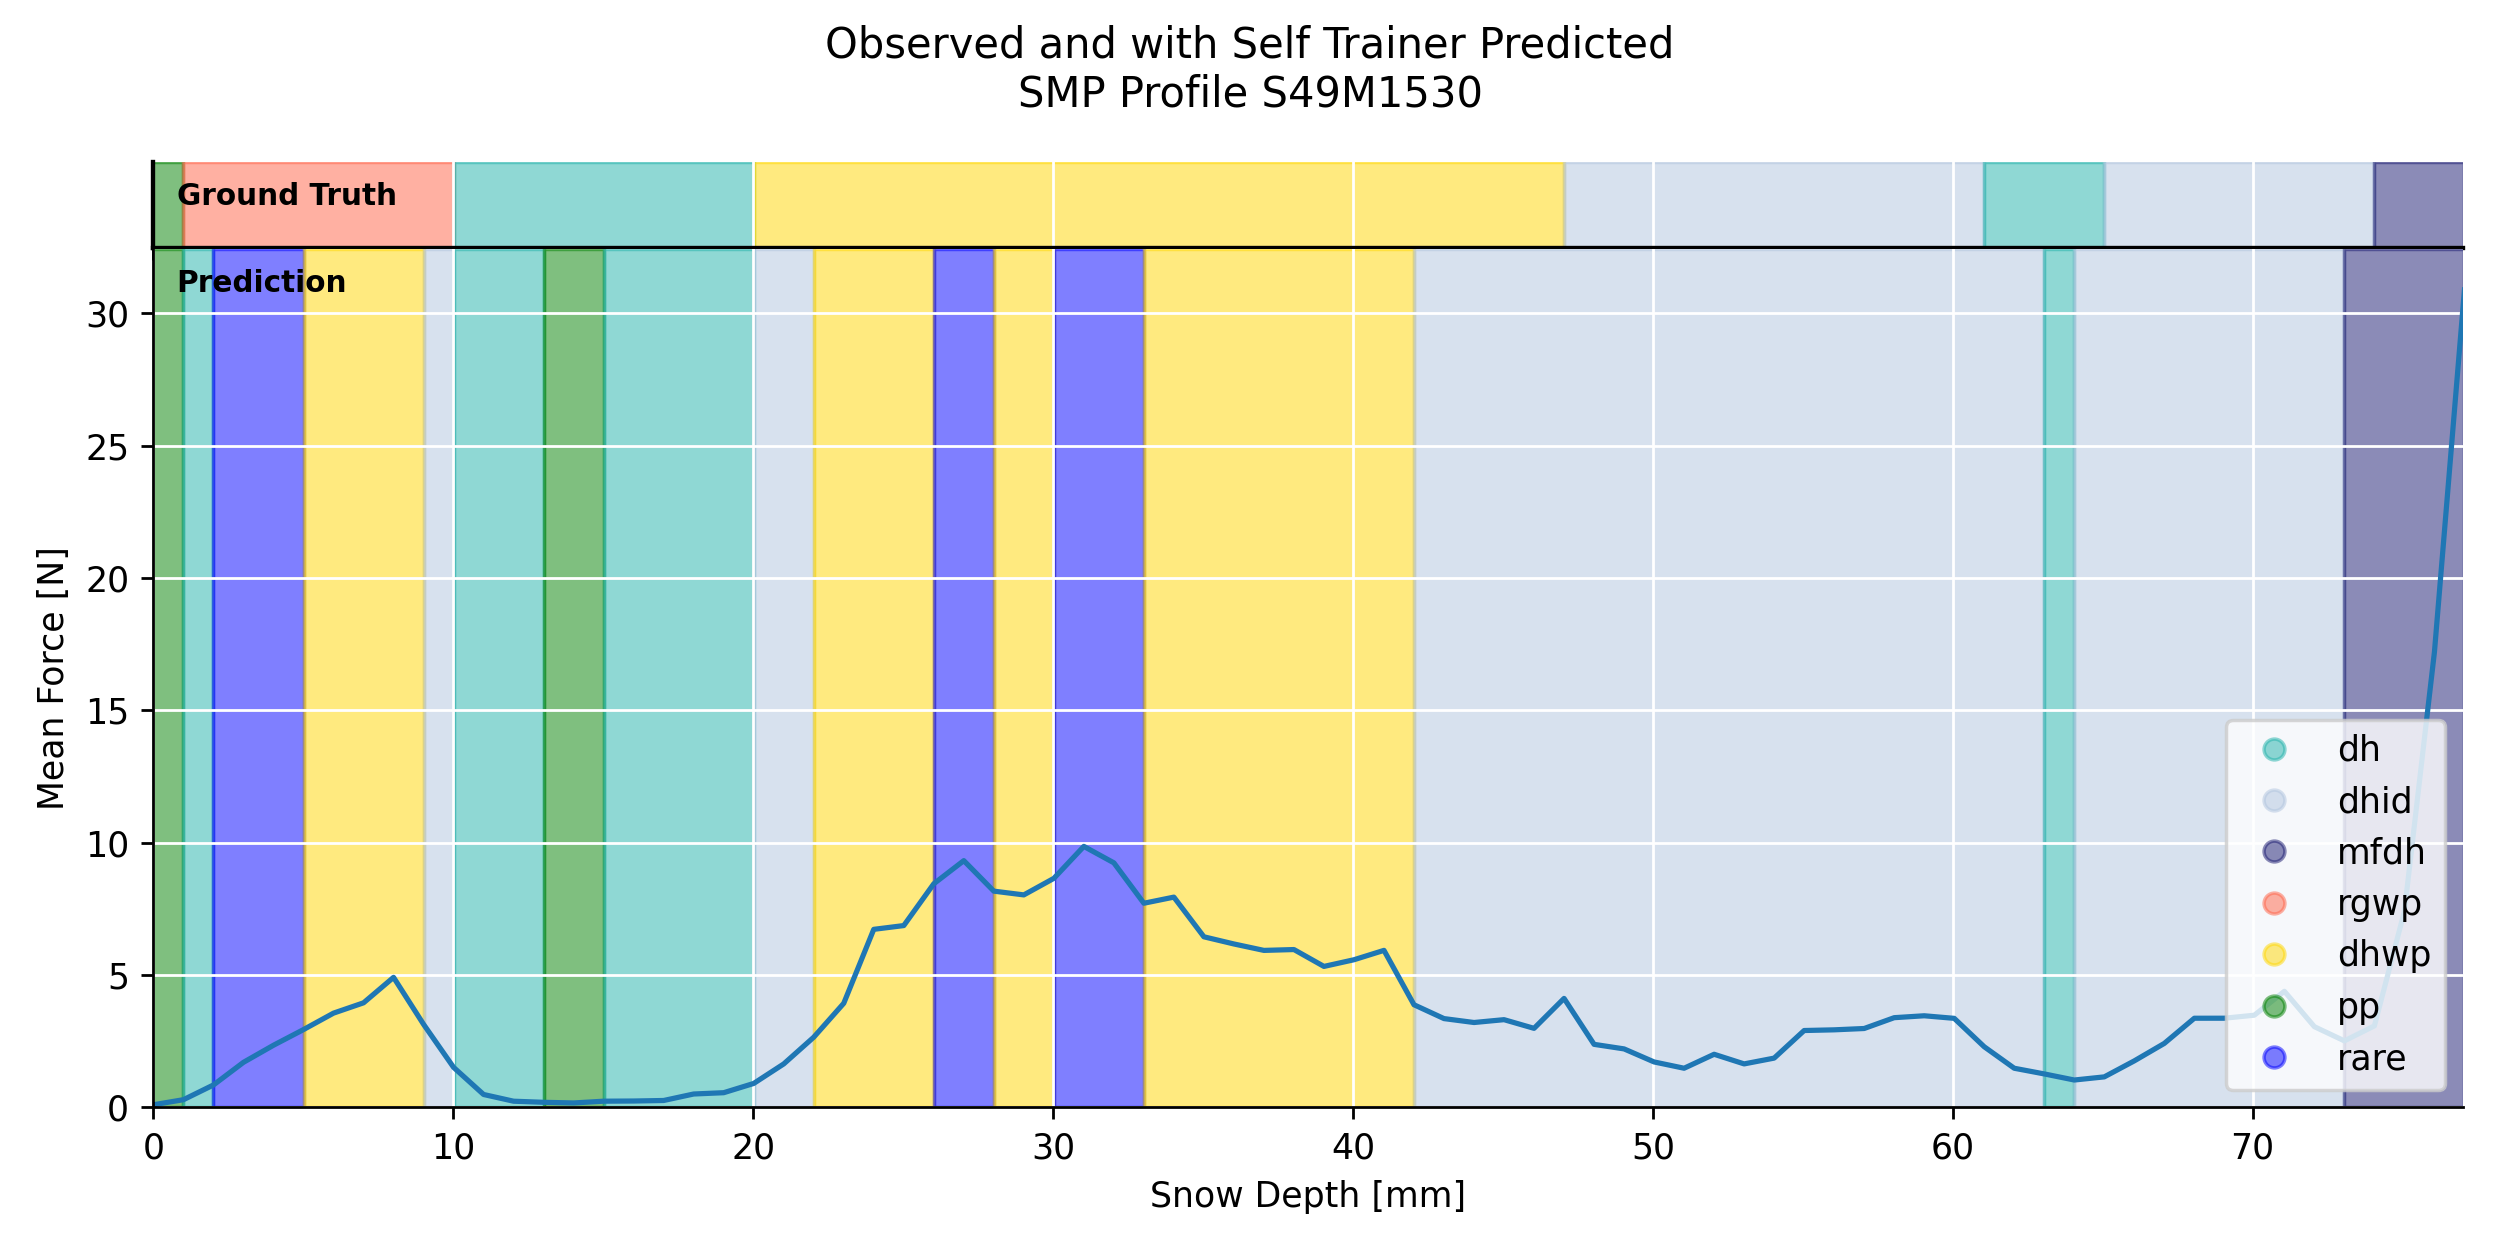 Observed and with Self Trainer Predicted
SMP Profile S49M1530
Ground Truth
Prediction
30
25
20
15
10
5
0
Mean Force [N]
dh
dhid
mfdh
rgwp
dhwp
pp
rare
0 10 20 30 40 50 60 70
Snow Depth [mm]